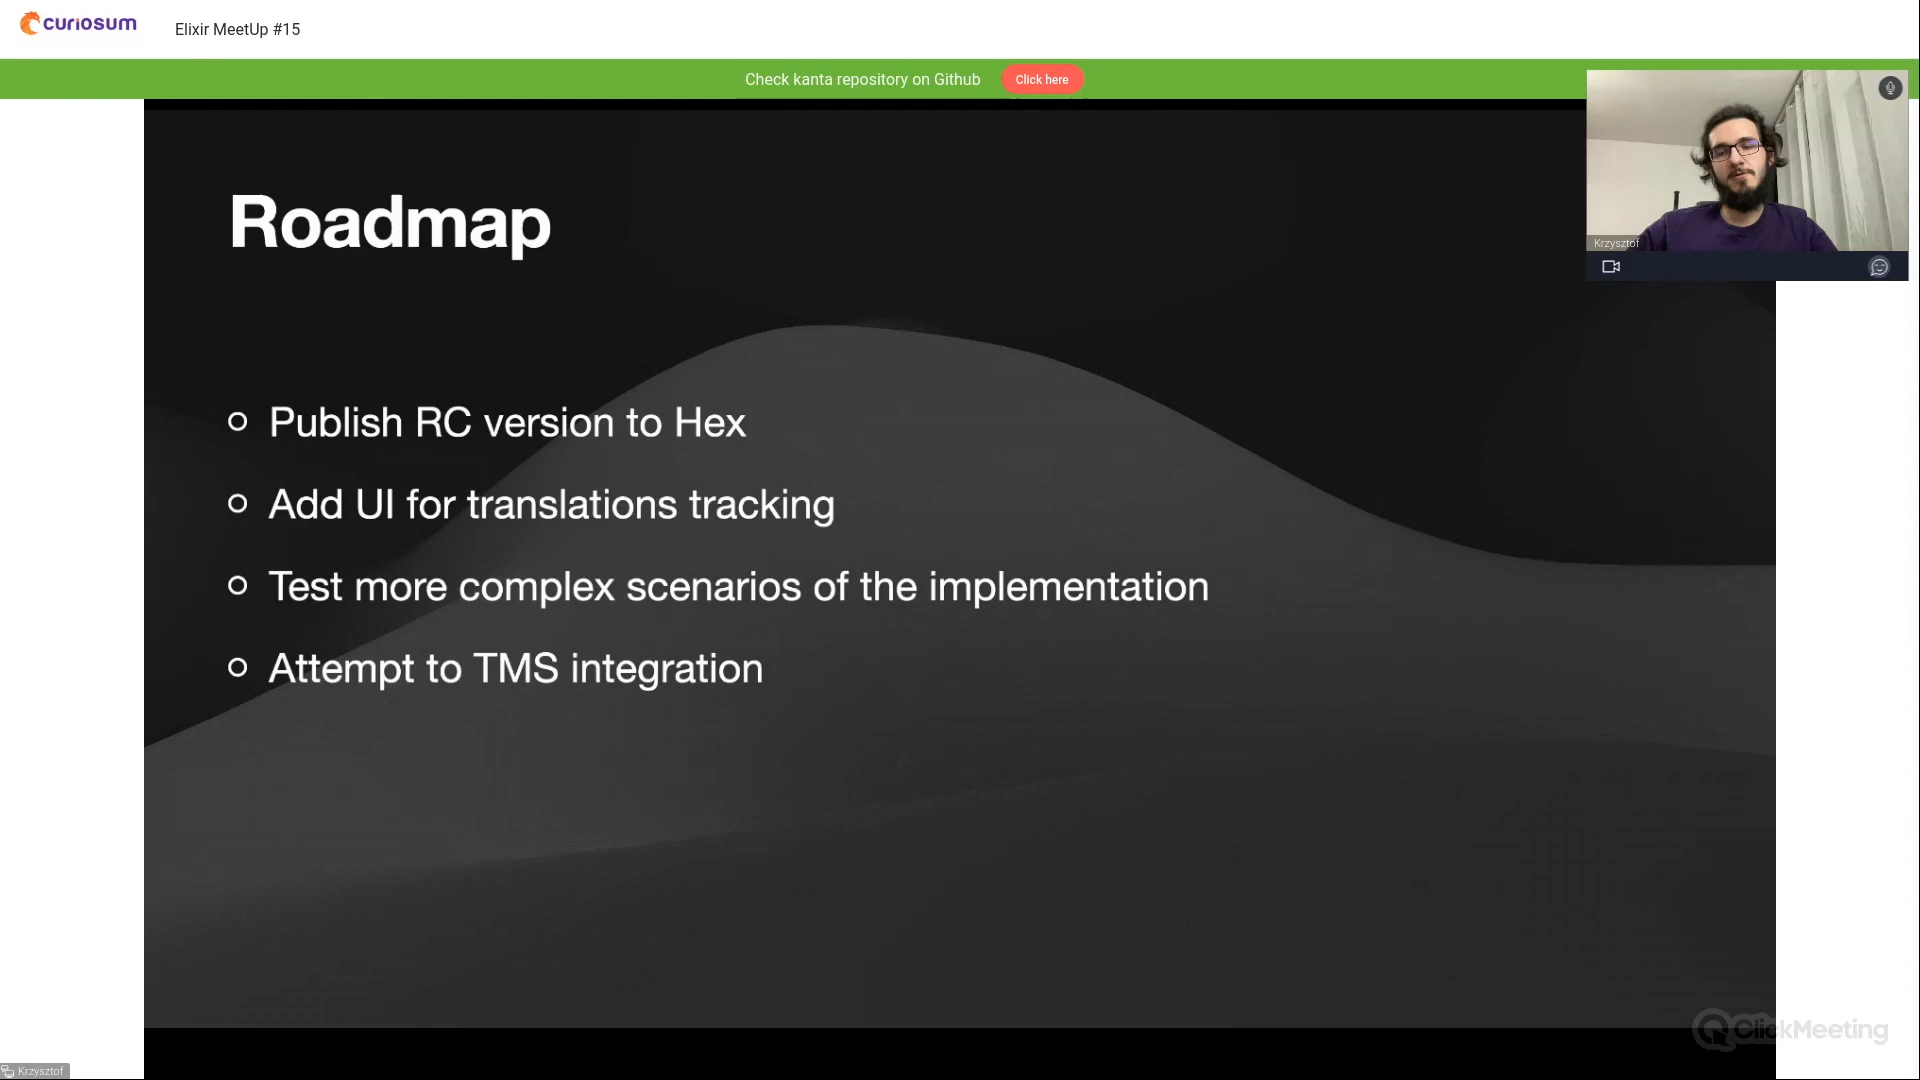 curiosum
Elixir MeetUp #15
Check kanta repository on Github
Click here
Krzysztof
Roadmap
Publish RC version to Hex
Add UI for translations tracking
Test more complex scenarios of the implementation
Attempt to TMS integration
ClickMeeting
Krzysztof